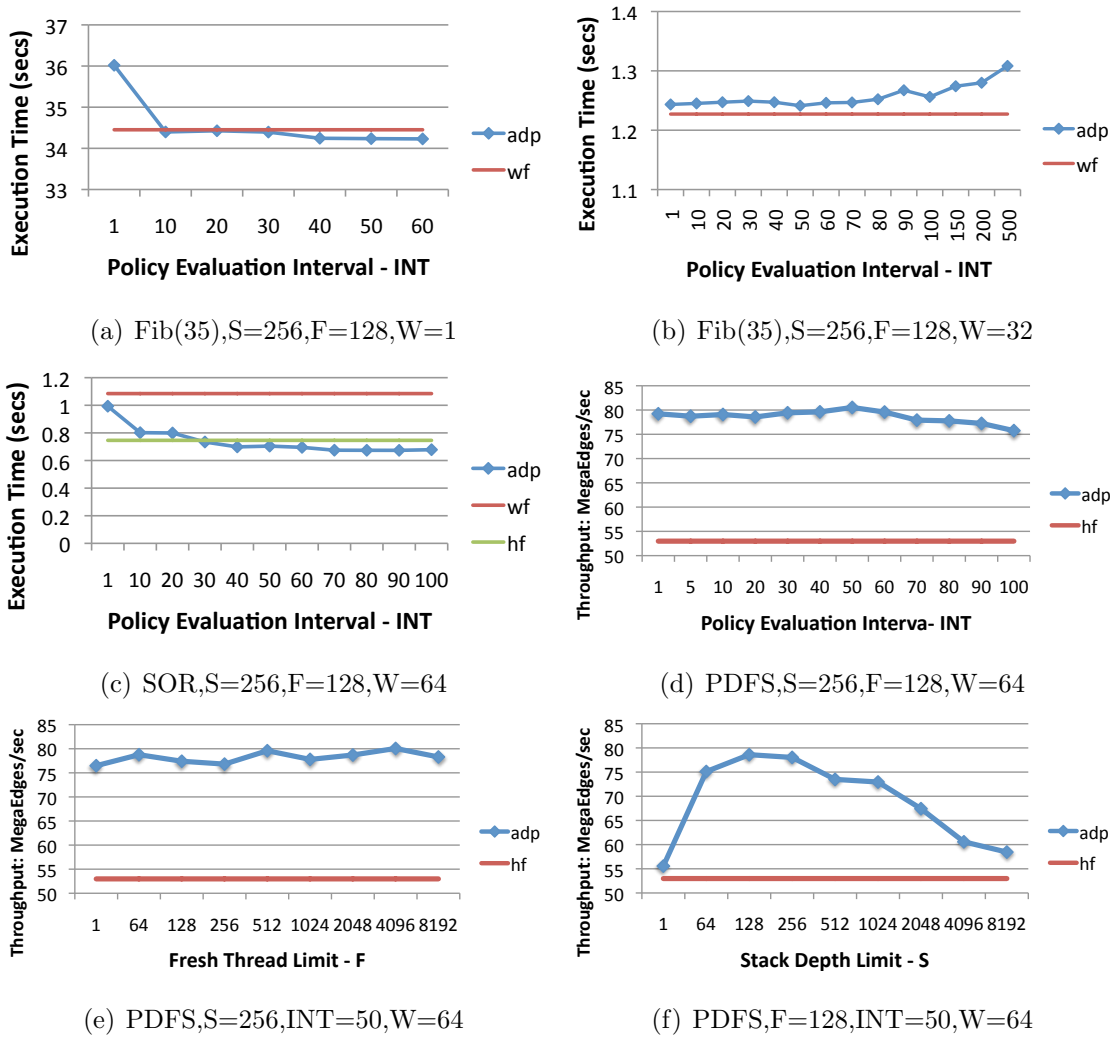 37
36
35
34
33
Execution Time (secs)
1 10 20 30 40 50 60
Policy Evaluation Interval - INT
adp
wf
(a) Fib(35),S=256,F=128,W=1
1.4
1.3
1.2
1.1
Execution Time (secs)
1 10 20 30 40 50 60 70 80 90 100 150 200 500
Policy Evaluation Interval - INT
adp
wf
(b) Fib(35),S=256,F=128,W=32
1.2
1
0.8
0.6
0.4
0.2
0
Execution Time (secs)
1 10 20 30 40 50 60 70 80 90 100
Policy Evaluation Interval - INT
adp
wf
hf
(c) SOR,S=256,F=128,W=64
85
80
75
70
65
60
55
50
Throughput: MegaEdges/sec
1 5 10 20 30 40 50 60 70 80 90 100
Policy Evaluation Interva- INT
adp
hf
(d) PDFS,S=256,F=128,W=64
85
80
75
70
65
60
55
50
Throughput: MegaEdges/sec
1 64 128 256 512 1024 2048 4096 8192
Fresh Thread Limit - F
adp
hf
(e) PDFS,S=256,INT=50,W=64
85
80
75
70
65
60
55
50
Throughput: MegaEdges/sec
1 64 128 256 512 1024 2048 4096 8192
Stack Depth Limit - S
adp
hf
(f) PDFS,F=128,INT=50,W=64